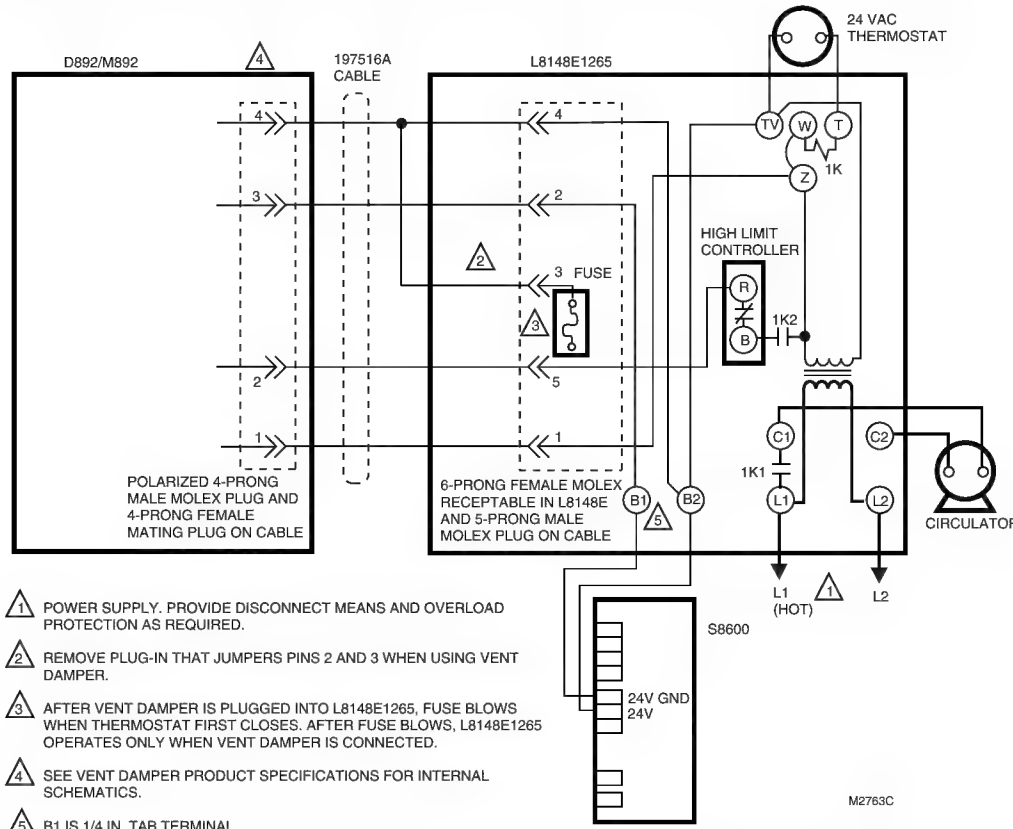 24 VAC
THERMOSTAT
D892/M892
4
197516A
CABLE
L8148E1265
4
4
TV
W
T
1K
Z
3
2
HIGH LIMIT
CONTROLLER
2
3 FUSE
R
3
1K2
B
2
5
1
1
C1
C2
1K1
POLARIZED 4-PRONG
MALE MOLEX PLUG AND
4-PRONG FEMALE
MATING PLUG ON CABLE
6-PRONG FEMALE MOLEX
RECEPTABLE IN L8148E
AND 5-PRONG MALE
MOLEX PLUG ON CABLE
B1
5
B2
L1
L2
CIRCULATOR
L1
(HOT)
1
L2
S8600
24V GND
24V
1 POWER SUPPLY. PROVIDE DISCONNECT MEANS AND OVERLOAD
PROTECTION AS REQUIRED.
2 REMOVE PLUG-IN THAT JUMPERS PINS 2 AND 3 WHEN USING VENT
DAMPER.
3 AFTER VENT DAMPER IS PLUGGED INTO L8148E1265, FUSE BLOWS
WHEN THERMOSTAT FIRST CLOSES. AFTER FUSE BLOWS, L8148E1265
OPERATES ONLY WHEN VENT DAMPER IS CONNECTED.
4 SEE VENT DAMPER PRODUCT SPECIFICATIONS FOR INTERNAL
SCHEMATICS.
5 B1 IS 1/4 IN. TAB TERMINAL
M2763C